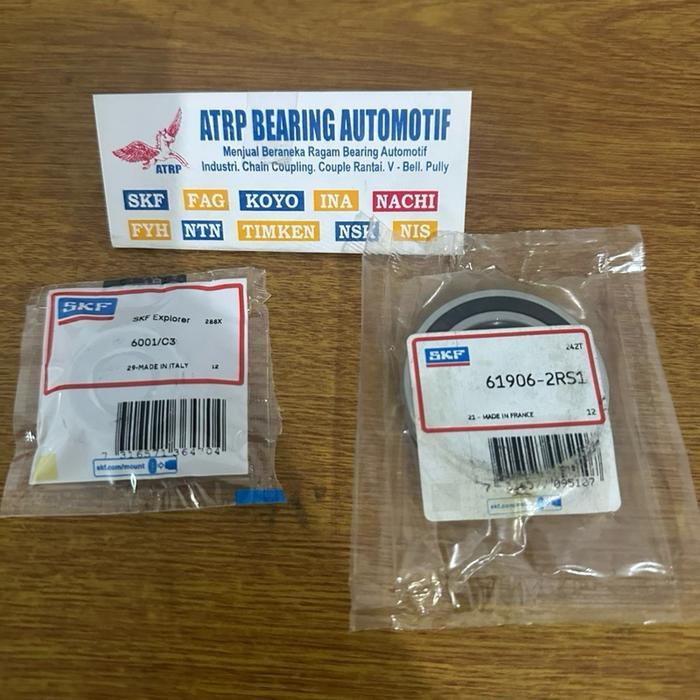 ATRP BEARING AUTOMOTIF
Menjual Beraneka Ragam Bearing Automotif
Industri. Chain Coupling. Couple Rantai. V - Bell. Pully
ATRP
SKF FAG KOYO INA NACHI
FYH NTN TIMKEN NSK NIS
SKF
SKF Explorer 288X
6001/C3
29-MADE IN ITALY 12
skf.com/mount
SKF
242T
61906-2RS1
21 - MADE IN FRANCE 12